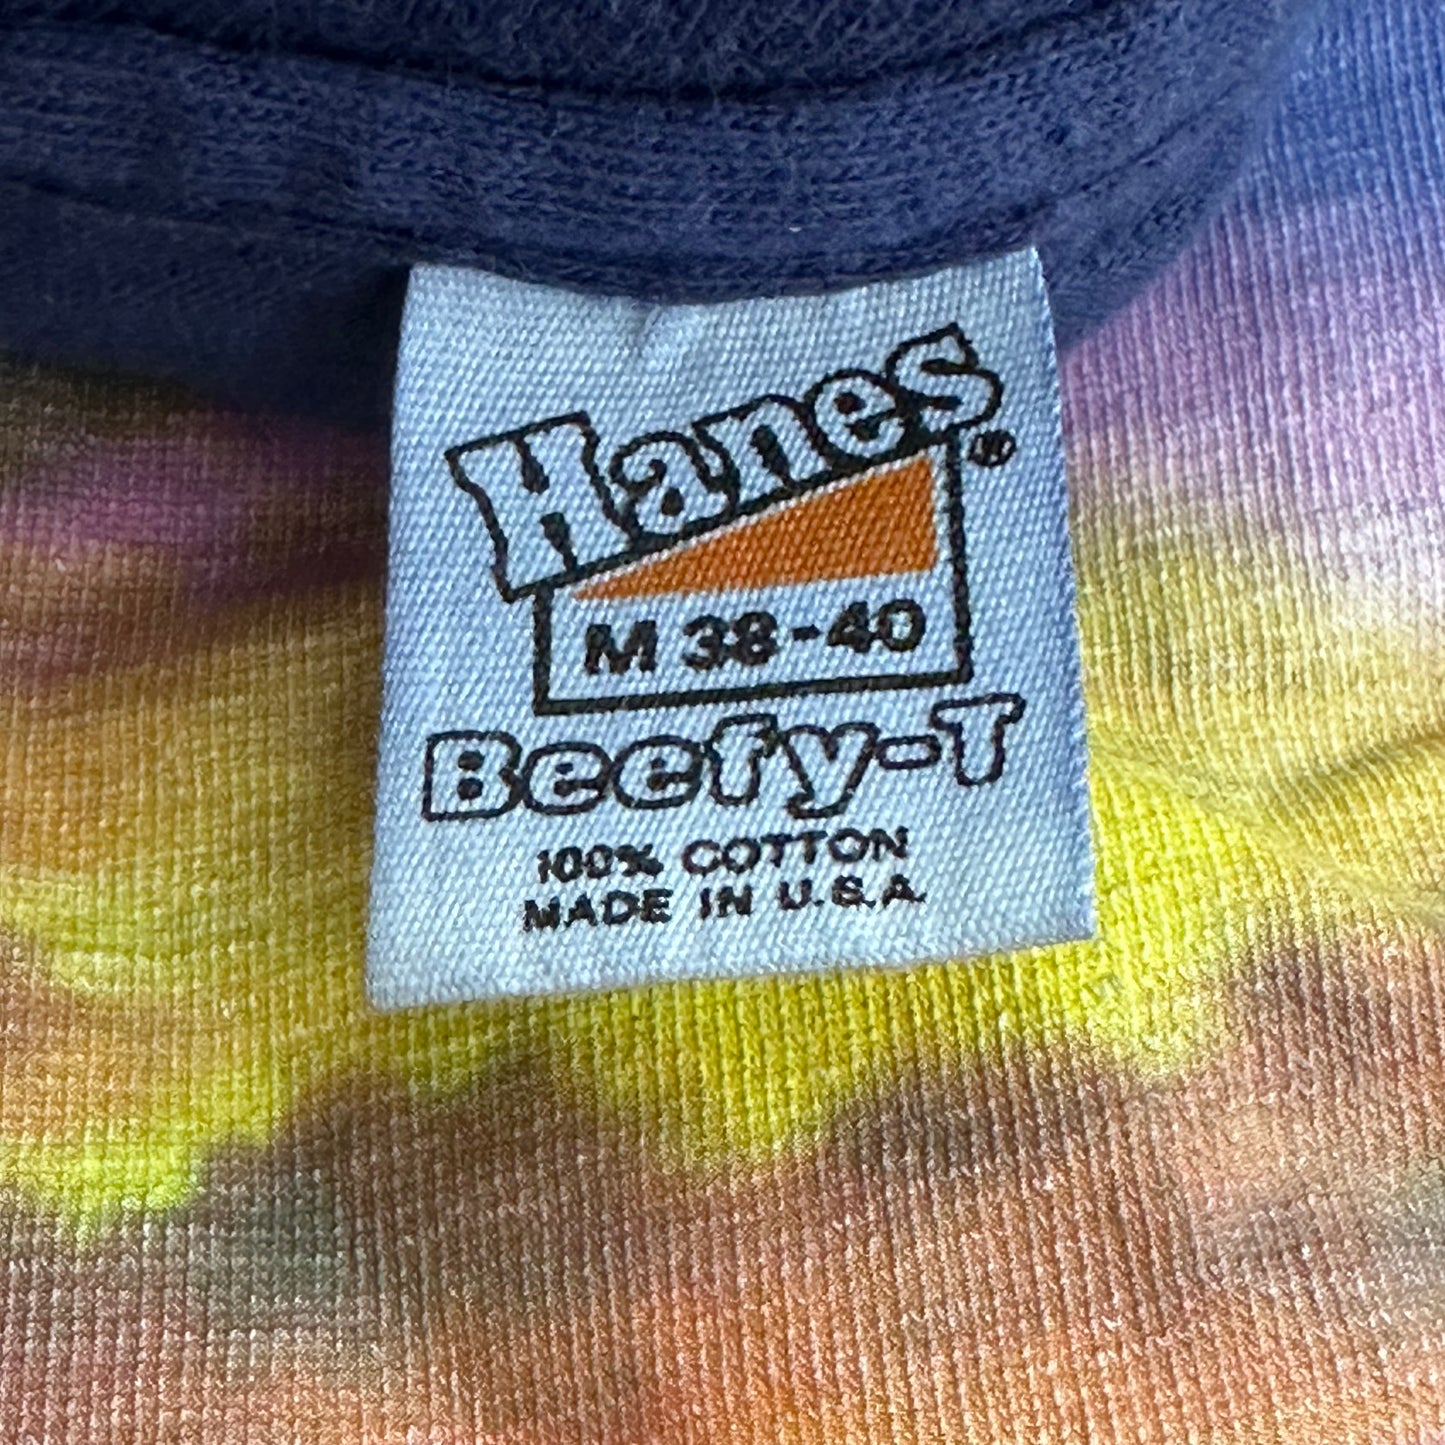 Hanes®
M 38-40
Beefy-T
100% COTTON
MADE IN U.S.A.